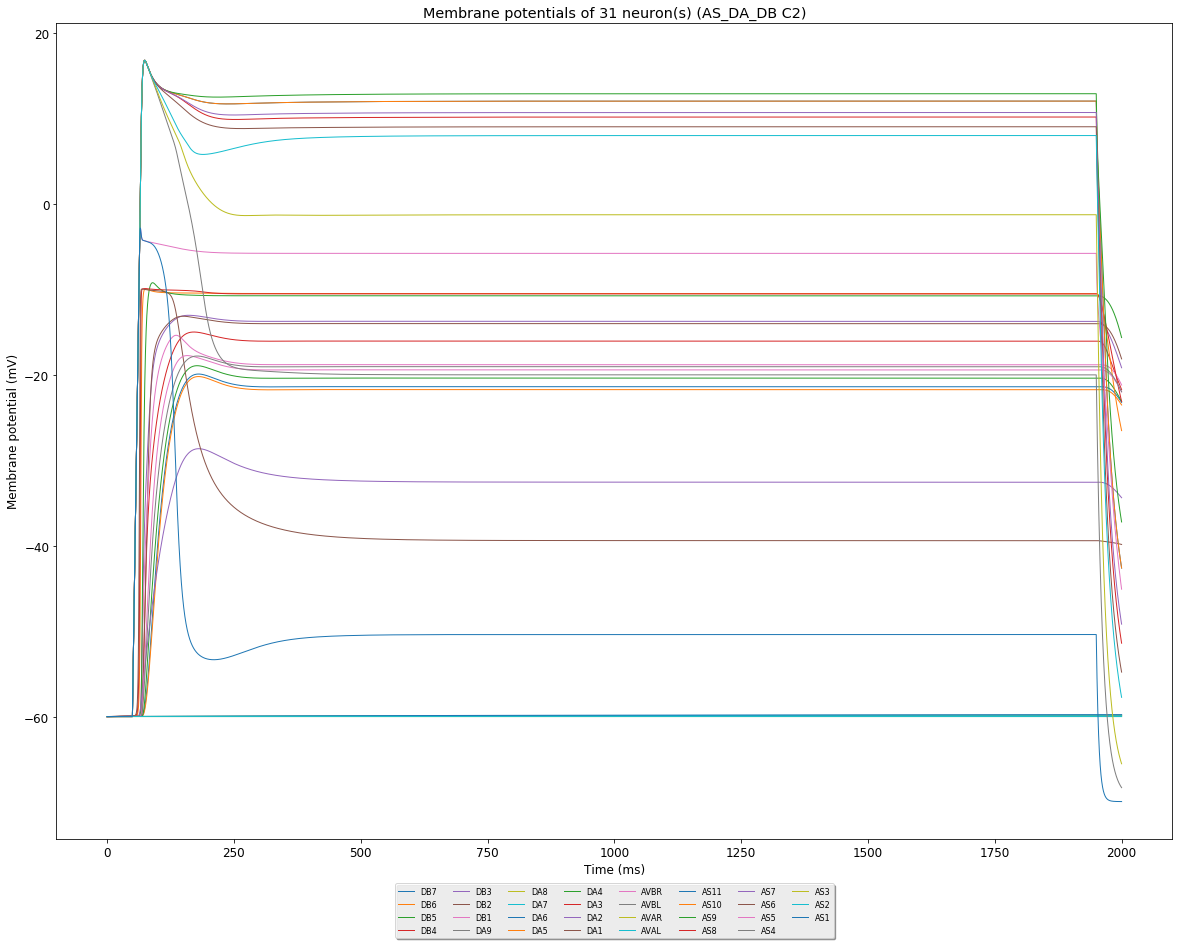 Membrane potentials of 31 neuron(s) (AS_DA_DB C2)
20
0
−20
−40
−60
Membrane potential (mV)
0 250 500 750 1000 1250 1500 1750 2000
Time (ms)
DB7 DB3 DA8 DA4 AVBR AS11 AS7 AS3
DB6 DB2 DA7 DA3 AVBL AS10 AS6 AS2
DB5 DB1 DA6 DA2 AVAR AS9 AS5 AS1
DB4 DA9 DA5 DA1 AVAL AS8 AS4